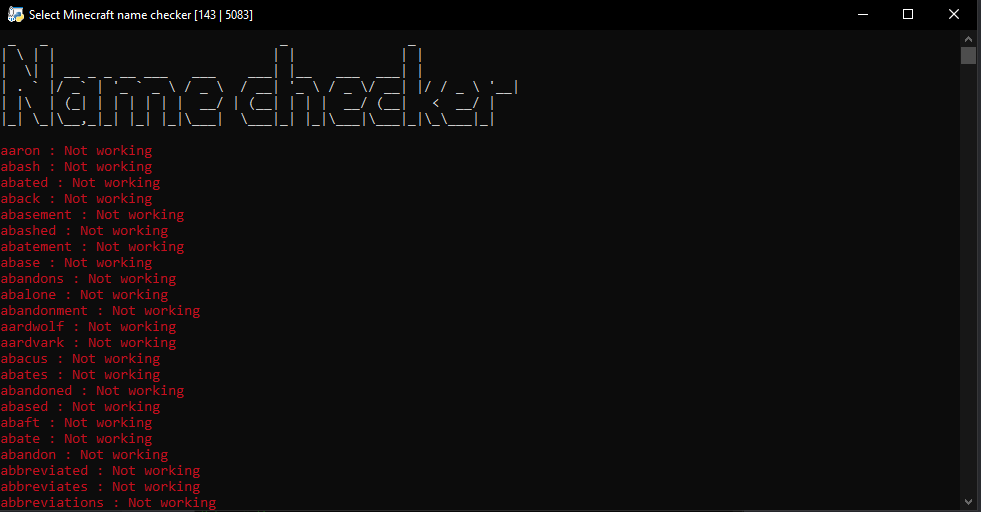 Select Minecraft name checker [143 | 5083]
Name checker
aaron : Not working
abash : Not working
abated : Not working
aback : Not working
abasement : Not working
abashed : Not working
abatement : Not working
abase : Not working
abandons : Not working
abalone : Not working
abandonment : Not working
aardwolf : Not working
aardvark : Not working
abacus : Not working
abates : Not working
abandoned : Not working
abased : Not working
abaft : Not working
abate : Not working
abandon : Not working
abbreviated : Not working
abbreviates : Not working
abbreviations : Not working